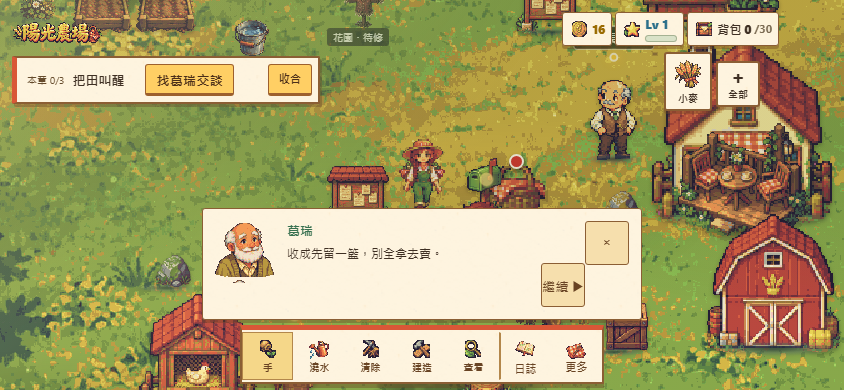 陽光農場
花圃·待修
16
Lv 1
背包 0 /30
本章 0/3 把田叫醒 找葛瑞交談 收合
小麥
+
全部
葛瑞
收成先留一籃，別全拿去賣。
×
繼續 ▶
手 澆水 清除 建造 查看 日誌 更多